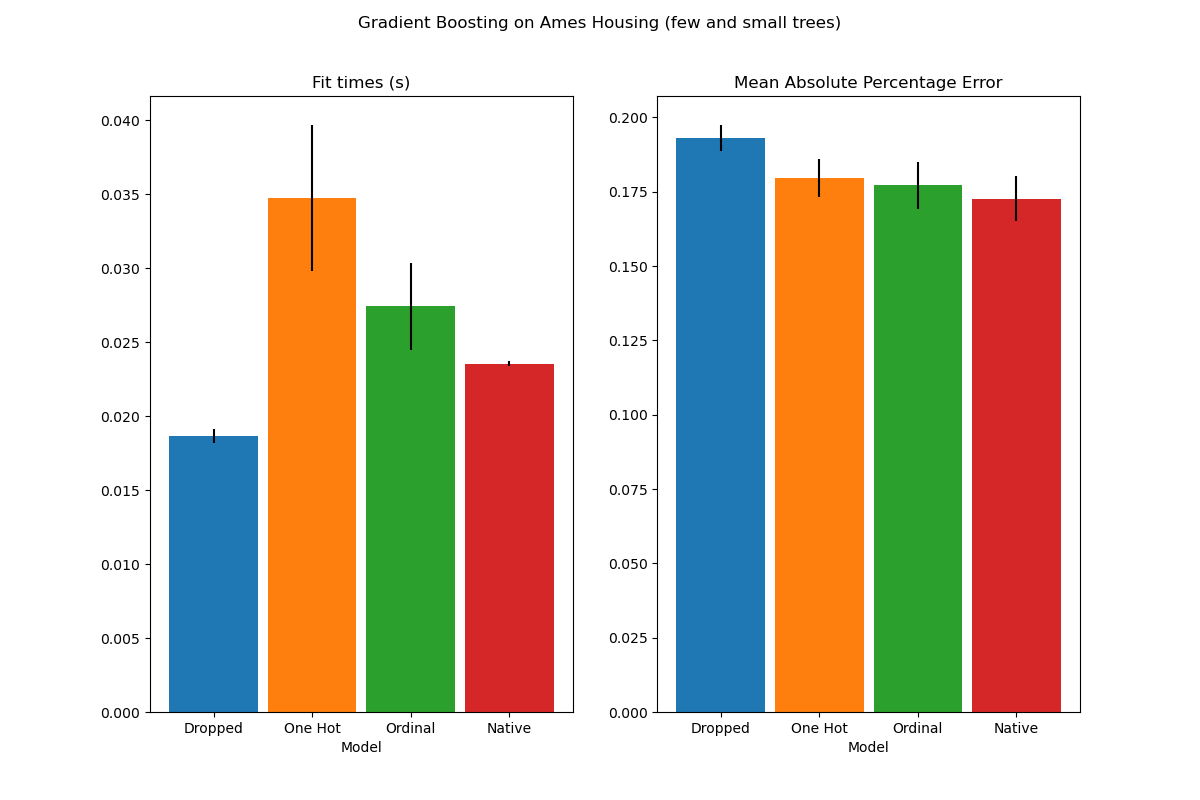 Gradient Boosting on Ames Housing (few and small trees)
Fit times (s)
0.040
0.035
0.030
0.025
0.020
0.015
0.010
0.005
0.000
Dropped One Hot Ordinal Native
Model
Mean Absolute Percentage Error
0.200
0.175
0.150
0.125
0.100
0.075
0.050
0.025
0.000
Dropped One Hot Ordinal Native
Model